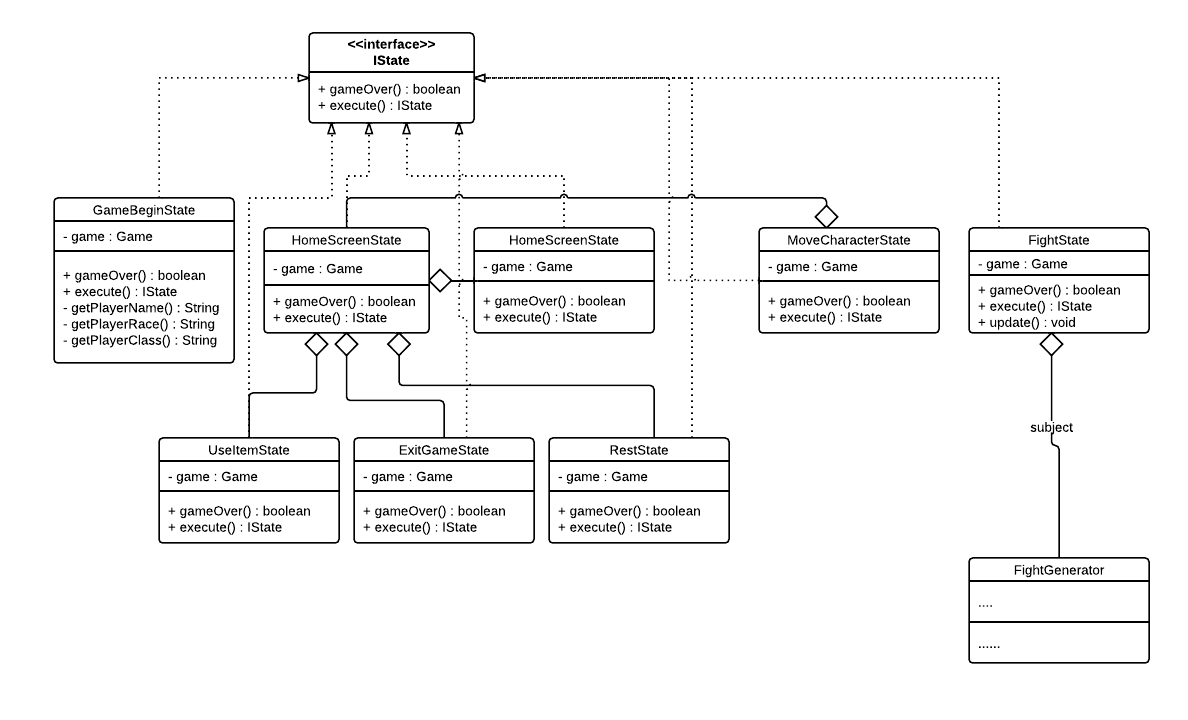 <<interface>>
IState
+ gameOver() : boolean
+ execute() : IState
GameBeginState
- game : Game
+ gameOver() : boolean
+ execute() : IState
- getPlayerName() : String
- getPlayerRace() : String
- getPlayerClass() : String
HomeScreenState
- game : Game
+ gameOver() : boolean
+ execute() : IState
HomeScreenState
- game : Game
+ gameOver() : boolean
+ execute() : IState
MoveCharacterState
- game : Game
+ gameOver() : boolean
+ execute() : IState
FightState
- game : Game
+ gameOver() : boolean
+ execute() : IState
+ update() : void
subject
UseItemState
- game : Game
+ gameOver() : boolean
+ execute() : IState
ExitGameState
- game : Game
+ gameOver() : boolean
+ execute() : IState
RestState
- game : Game
+ gameOver() : boolean
+ execute() : IState
FightGenerator
....
......